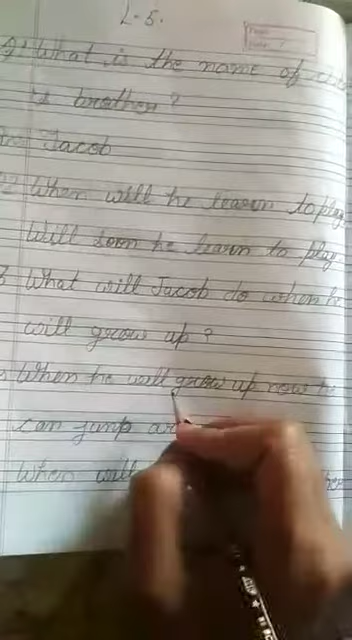 L-5.
Q1 What is the name of
's brother?
Ans Jacob
When will he learn to play
Will soon he learn to play
What will Jacob do when he
will grow up?
When he will grow up now he
can jump
When will